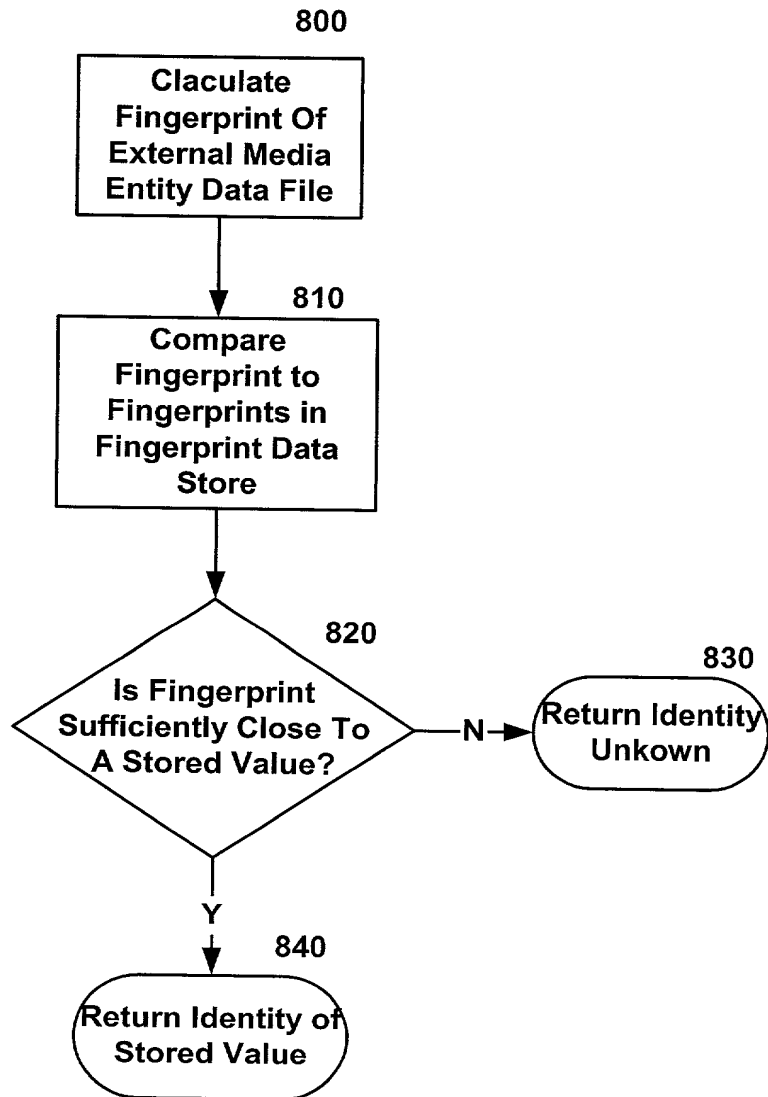 800
Claculate
Fingerprint Of
External Media
Entity Data File
810
Compare
Fingerprint to
Fingerprints in
Fingerprint Data
Store
820
Is Fingerprint
Sufficiently Close To
A Stored Value?
N
830
Return Identity
Unkown
Y
840
Return Identity of
Stored Value